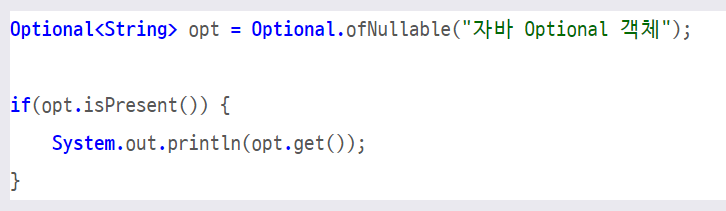 Optional<String> opt = Optional.ofNullable("자바 Optional 객체");
if(opt.isPresent()) {
    System.out.println(opt.get());
}